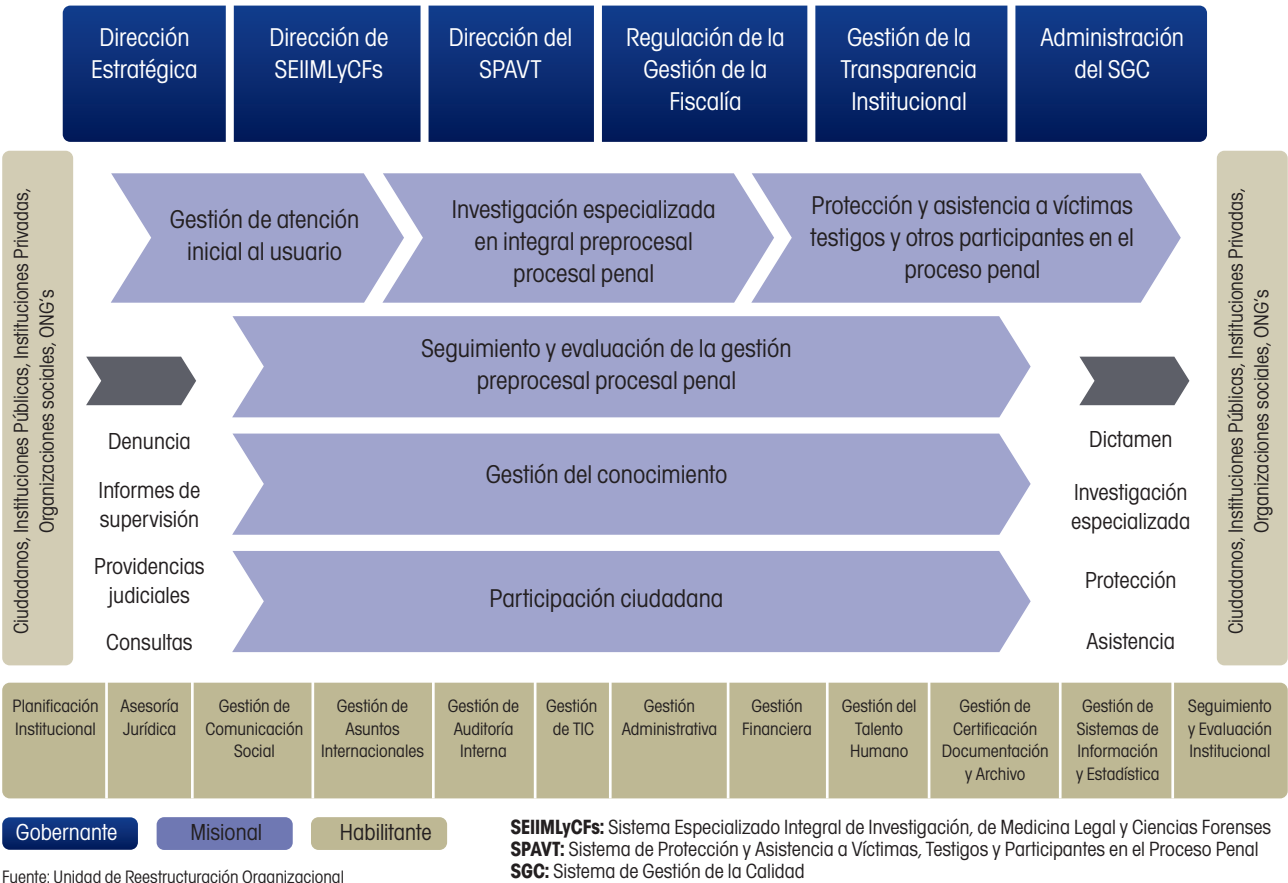 Dirección
Estratégica
Dirección de
SEIIMLyCFs
Dirección del
SPAVT
Regulación de la
Gestión de la
Fiscalía
Gestión de la
Transparencia
Institucional
Administración
del SGC
Ciudadanos, Instituciones Públicas, Instituciones Privadas,
Organizaciones sociales, ONG's
Gestión de atención
inicial al usuario
Investigación especializada
en integral preprocesal
procesal penal
Protección y asistencia a víctimas
testigos y otros participantes en el
proceso penal
Seguimiento y evaluación de la gestión
preprocesal procesal penal
Gestión del conocimiento
Participación ciudadana
Denuncia
Informes de
supervisión
Providencias
judiciales
Consultas
Dictamen
Investigación
especializada
Protección
Asistencia
Ciudadanos, Instituciones Públicas, Instituciones Privadas,
Organizaciones sociales, ONG's
Planificación
Institucional
Asesoría
Jurídica
Gestión de
Comunicación
Social
Gestión de
Asuntos
Internacionales
Gestión de
Auditoría
Interna
Gestión
de TIC
Gestión
Administrativa
Gestión
Financiera
Gestión del
Talento
Humano
Gestión de
Certificación
Documentación
y Archivo
Gestión de
Sistemas de
Información
y Estadística
Seguimiento
y Evaluación
Institucional
Gobernante
Misional
Habilitante
SEIIMLyCFs: Sistema Especializado Integral de Investigación, de Medicina Legal y Ciencias Forenses
SPAVT: Sistema de Protección y Asistencia a Víctimas, Testigos y Participantes en el Proceso Penal
SGC: Sistema de Gestión de la Calidad
Fuente: Unidad de Reestructuración Organizacional